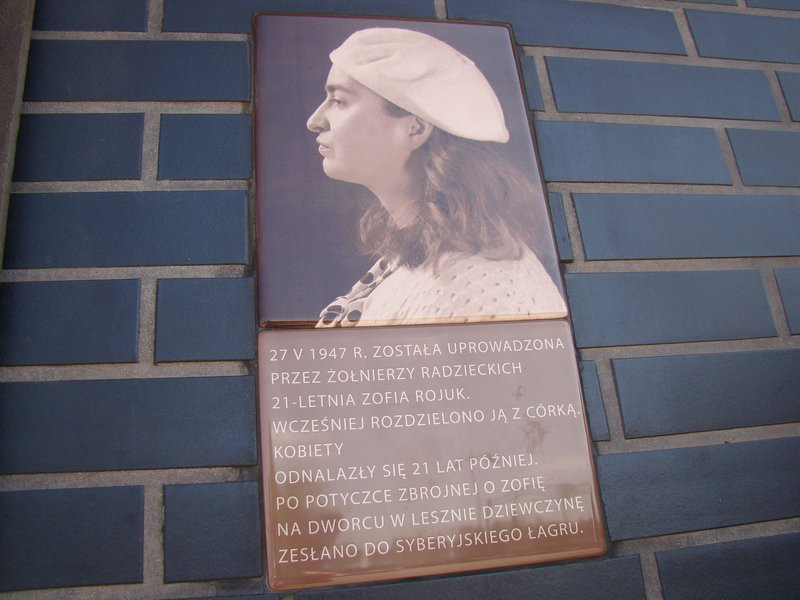 27 V 1947 R. ZOSTAŁA UPROWADZONA
PRZEZ ŻOŁNIERZY RADZIECKICH
21-LETNIA ZOFIA ROJUK.
WCZEŚNIEJ ROZDZIELONO JĄ Z CÓRKĄ.
KOBIETY
ODNALAZŁY SIĘ 21 LAT PÓŹNIEJ.
PO POTYCZCE ZBROJNEJ O ZOFIĘ
NA DWORCU W LESZNIE DZIEWCZYNĘ
ZESŁANO DO SYBERYJSKIEGO ŁAGRU.